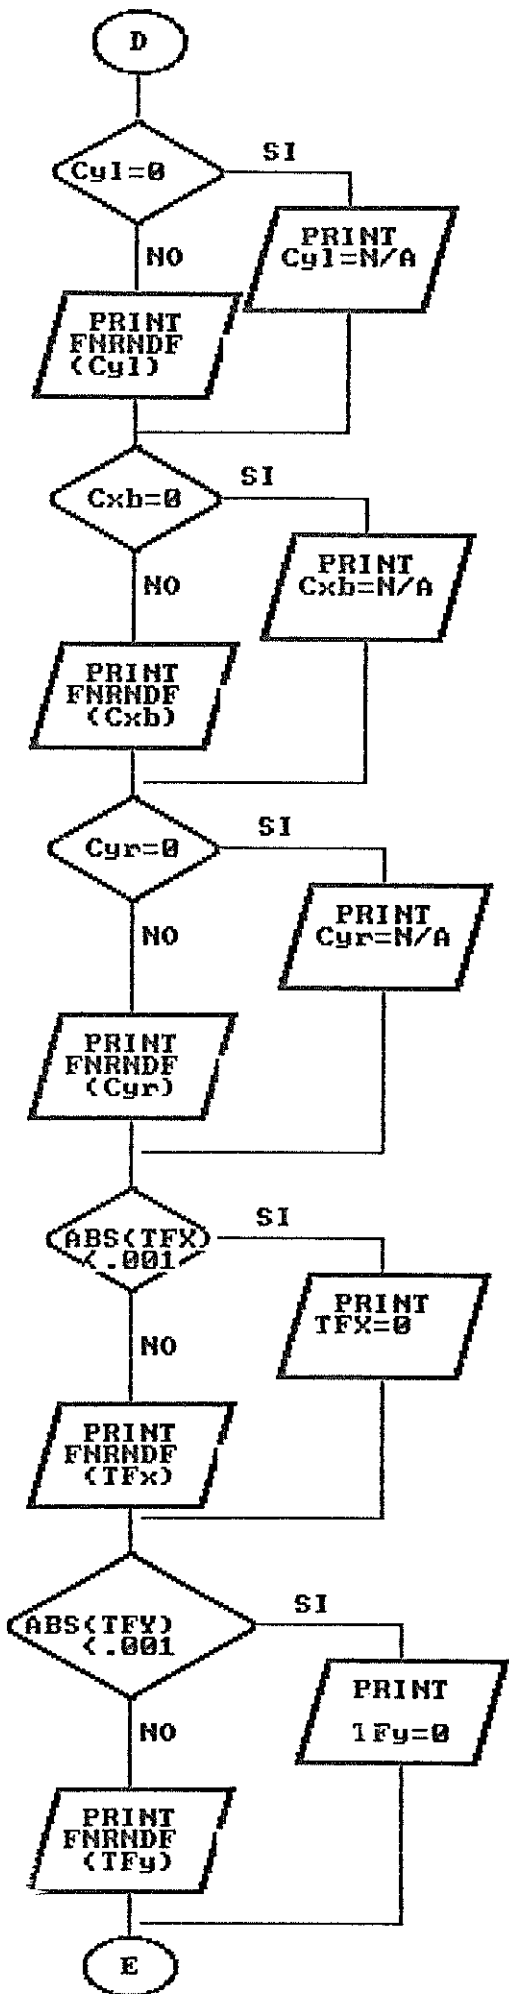 D
Cyl=0
SI
PRINT
Cyl=N/A
NO
PRINT
FNRNDF
(Cyl)
Cxb=0
SI
PRINT
Cxb=N/A
NO
PRINT
FNRNDF
(Cxb)
Cyr=0
SI
PRINT
Cyr=N/A
NO
PRINT
FNRNDF
(Cyr)
ABS(TFX)
<.001
SI
PRINT
TFX=0
NO
PRINT
FNRNDF
(TFx)
ABS(TFY)
<.001
SI
PRINT
TFy=0
NO
PRINT
FNRNDF
(TFy)
E